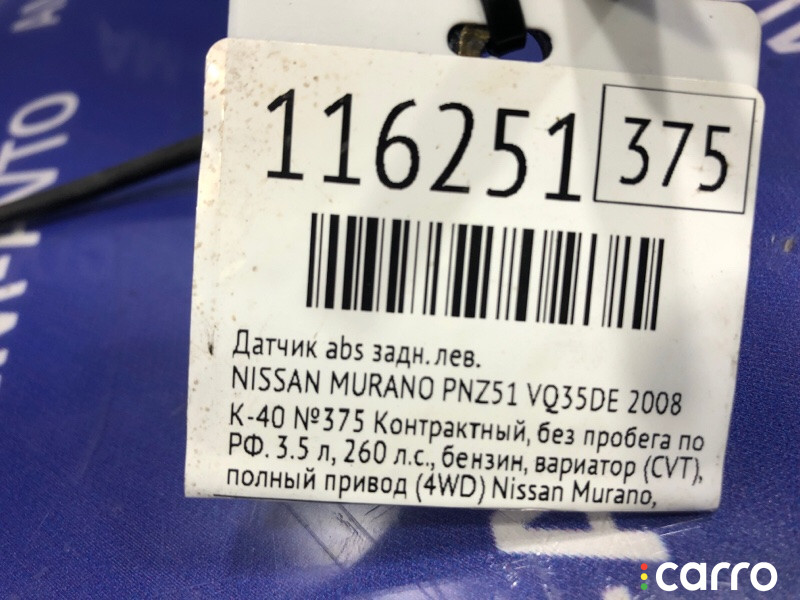 116251 375
Датчик abs задн. лев.
NISSAN MURANO PNZ51 VQ35DE 2008
К-40 №375 Контрактный, без пробега по
РФ. 3.5 л, 260 л.с., бензин, вариатор (CVT),
полный привод (4WD) Nissan Murano,
carro